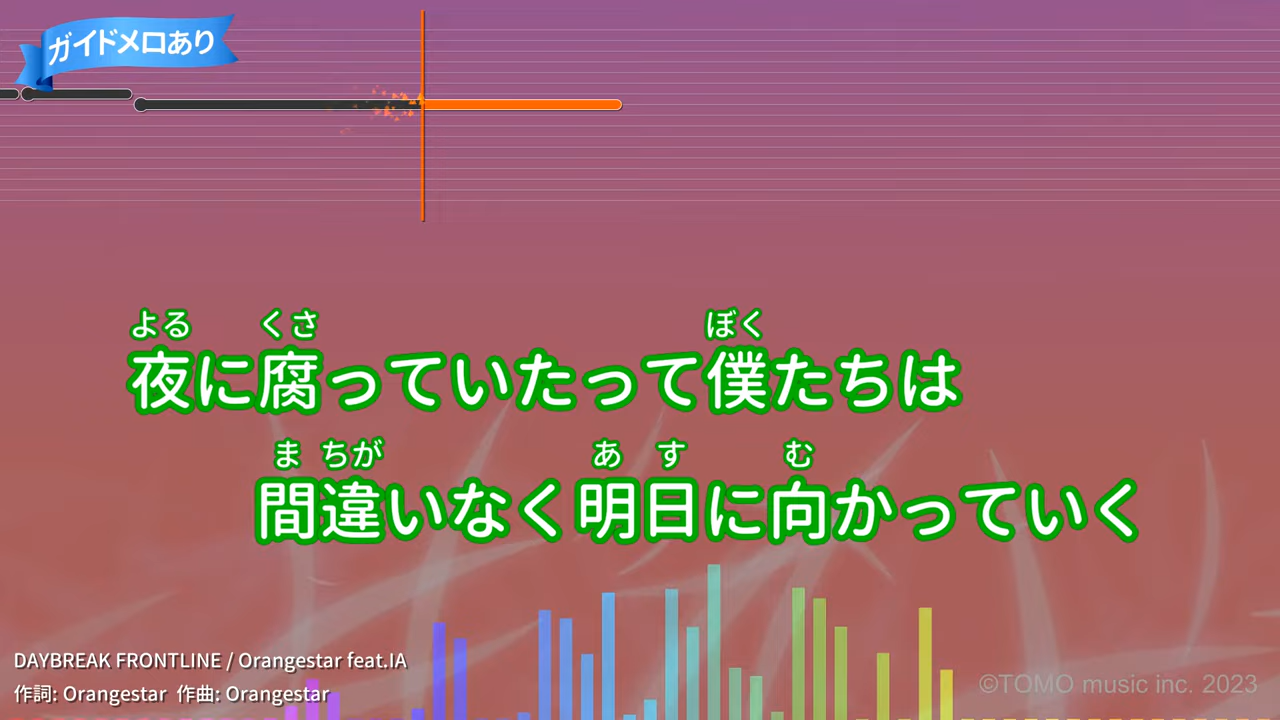 ガイドメロあり
よる くさ ぼく
夜に腐っていたって僕たちは
ま ちが あ す む
間違いなく明日に向かっていく
DAYBREAK FRONTLINE / Orangestar feat.IA
作詞: Orangestar 作曲: Orangestar
©TOMO music inc. 2023